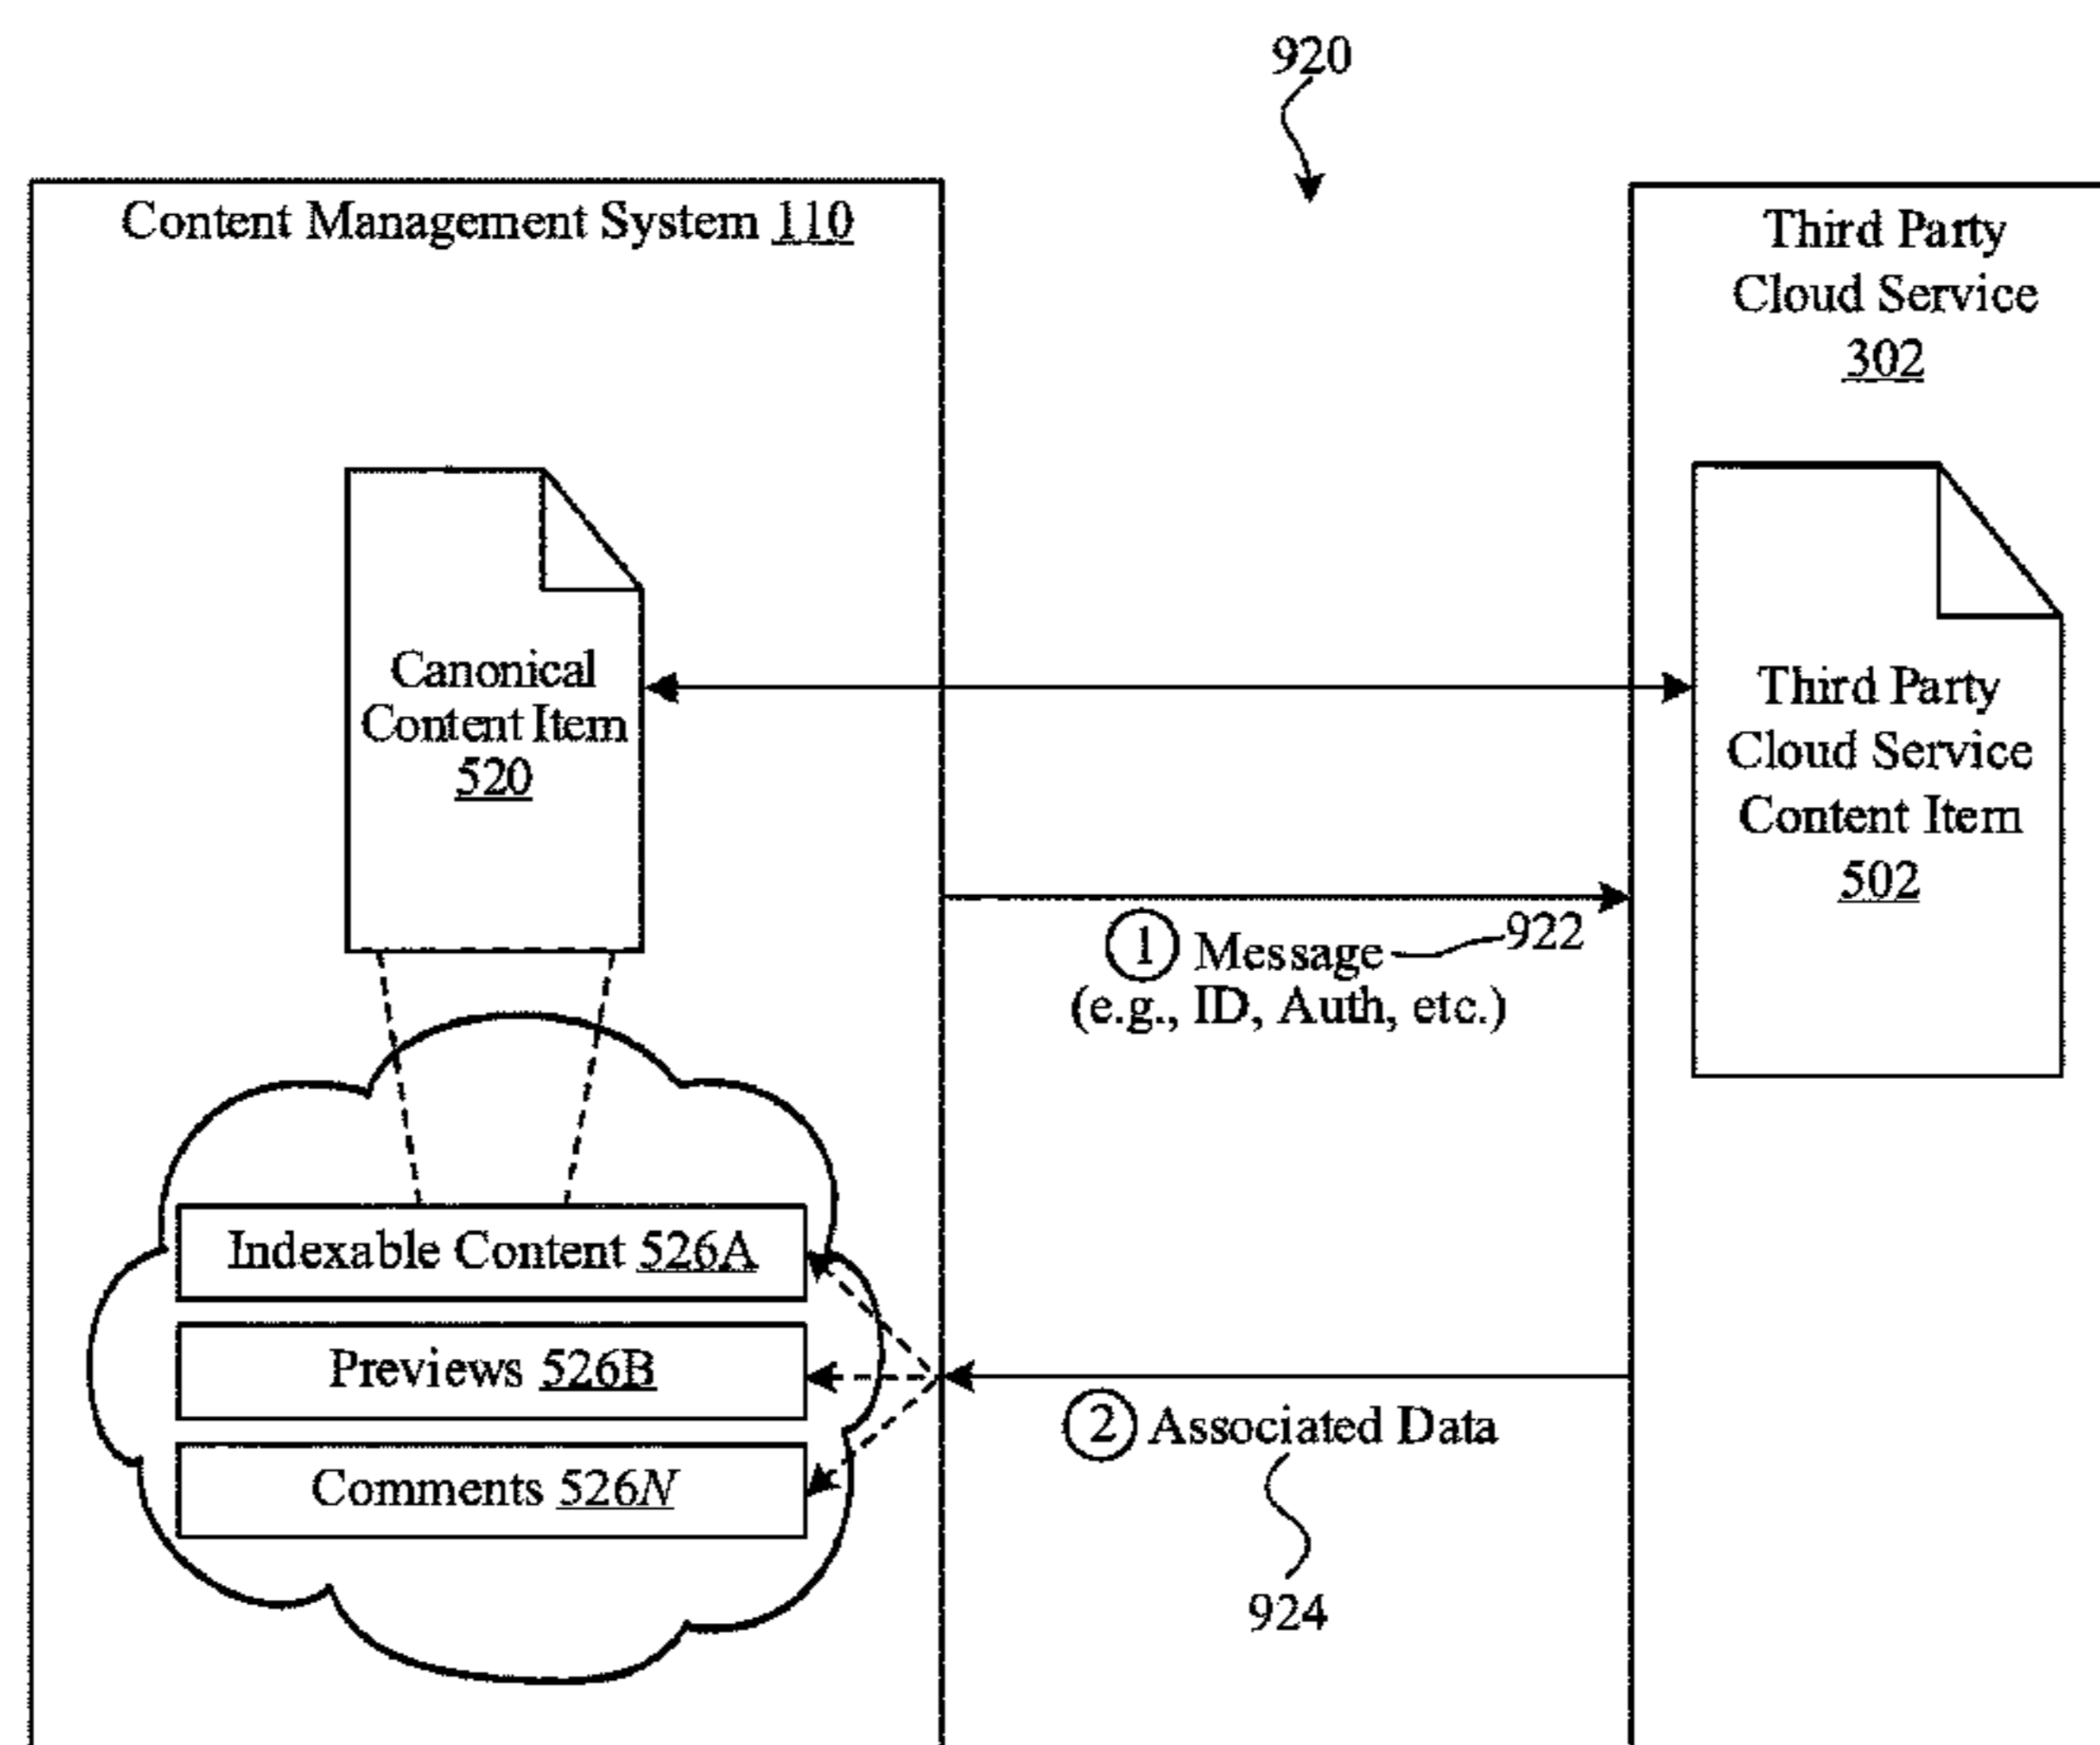 920
Content Management System 110
Third Party
Cloud Service
302
Canonical
Content Item
520
Third Party
Cloud Service
Content Item
502
1 Message 922
(e.g., ID, Auth, etc.)
Indexable Content 526A
Previews 526B
Comments 526N
2 Associated Data
924